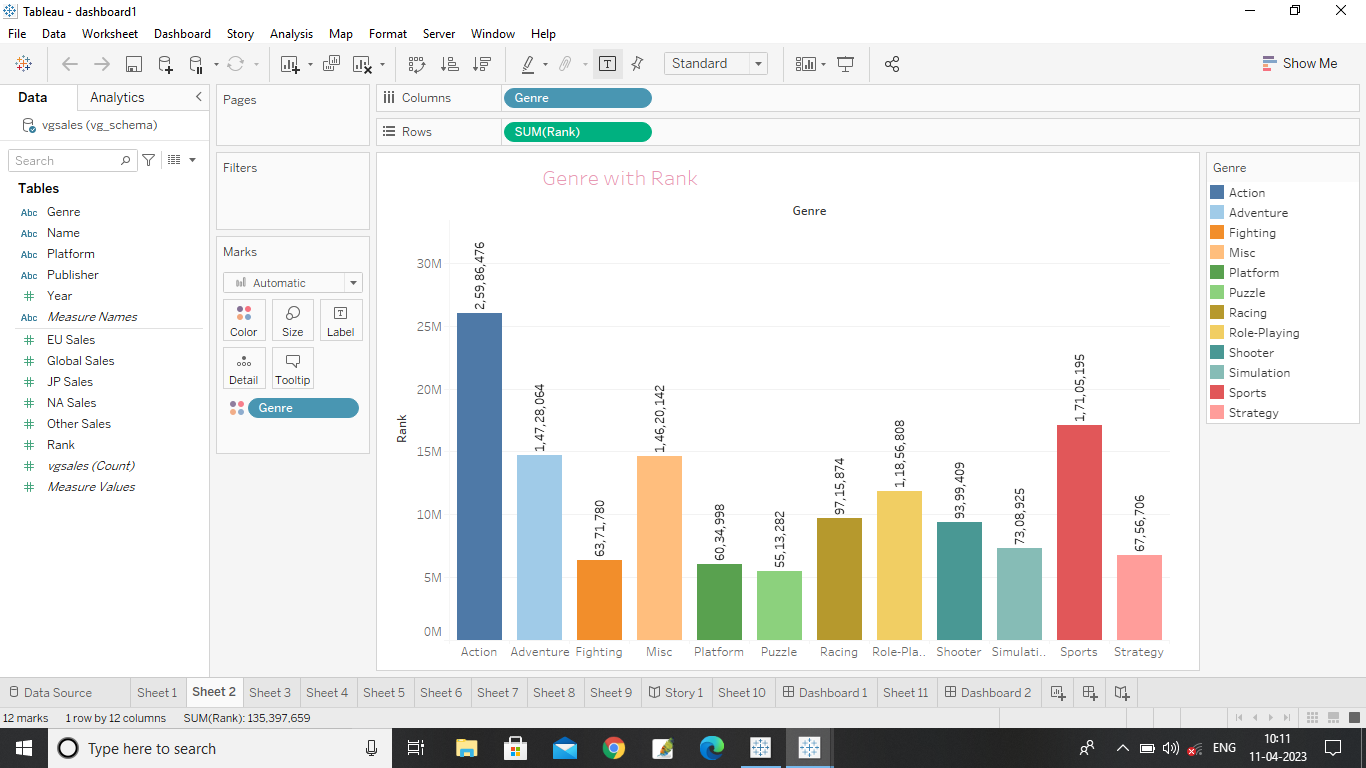 Tableau - dashboard1
File Data Worksheet Dashboard Story Analysis Map Format Server Window Help
Standard
Show Me
Data Analytics
vgsales (vg_schema)
Search
Tables
Abc Genre
Abc Name
Abc Platform
Abc Publisher
# Year
Abc Measure Names
# EU Sales
# Global Sales
# JP Sales
# NA Sales
# Other Sales
# Rank
# vgsales (Count)
# Measure Values
Pages
Filters
Marks
Automatic
Color Size Label
Detail Tooltip
Genre
Columns Genre
Rows SUM(Rank)
Genre with Rank
Genre
Rank
30M
25M
20M
15M
10M
5M
0M
2,59,86,476
1,47,28,064
63,71,780
1,46,20,142
60,34,998
55,13,282
97,15,874
1,18,56,808
93,99,409
73,08,925
1,71,05,195
67,56,706
Action Adventure Fighting Misc Platform Puzzle Racing Role-Pla.. Shooter Simulati.. Sports Strategy
Genre
Action
Adventure
Fighting
Misc
Platform
Puzzle
Racing
Role-Playing
Shooter
Simulation
Sports
Strategy
Data Source Sheet 1 Sheet 2 Sheet 3 Sheet 4 Sheet 5 Sheet 6 Sheet 7 Sheet 8 Sheet 9 Story 1 Sheet 10 Dashboard 1 Sheet 11 Dashboard 2
12 marks 1 row by 12 columns SUM(Rank): 135,397,659
Type here to search
ENG
10:11
11-04-2023